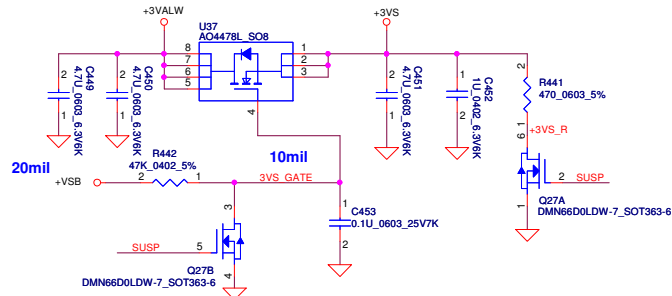 +3VALW
+3VS
U37
AO4478L_SO8
8
7
6
5
1
2
3
4
2
C449
4.7U_0603_6.3V6K
1
2
C450
4.7U_0603_6.3V6K
1
2
C451
4.7U_0603_6.3V6K
1
1
C452
1U_0402_6.3V6K
2
2
R441
470_0603_5%
1
+3VS_R
6
2
SUSP
1
Q27A
DMN66D0LDW-7_SOT363-6
20mil
10mil
R442
47K_0402_5%
+VSB
2
1
3VS_GATE
3
1
C453
0.1U_0603_25V7K
2
SUSP
5
4
Q27B
DMN66D0LDW-7_SOT363-6